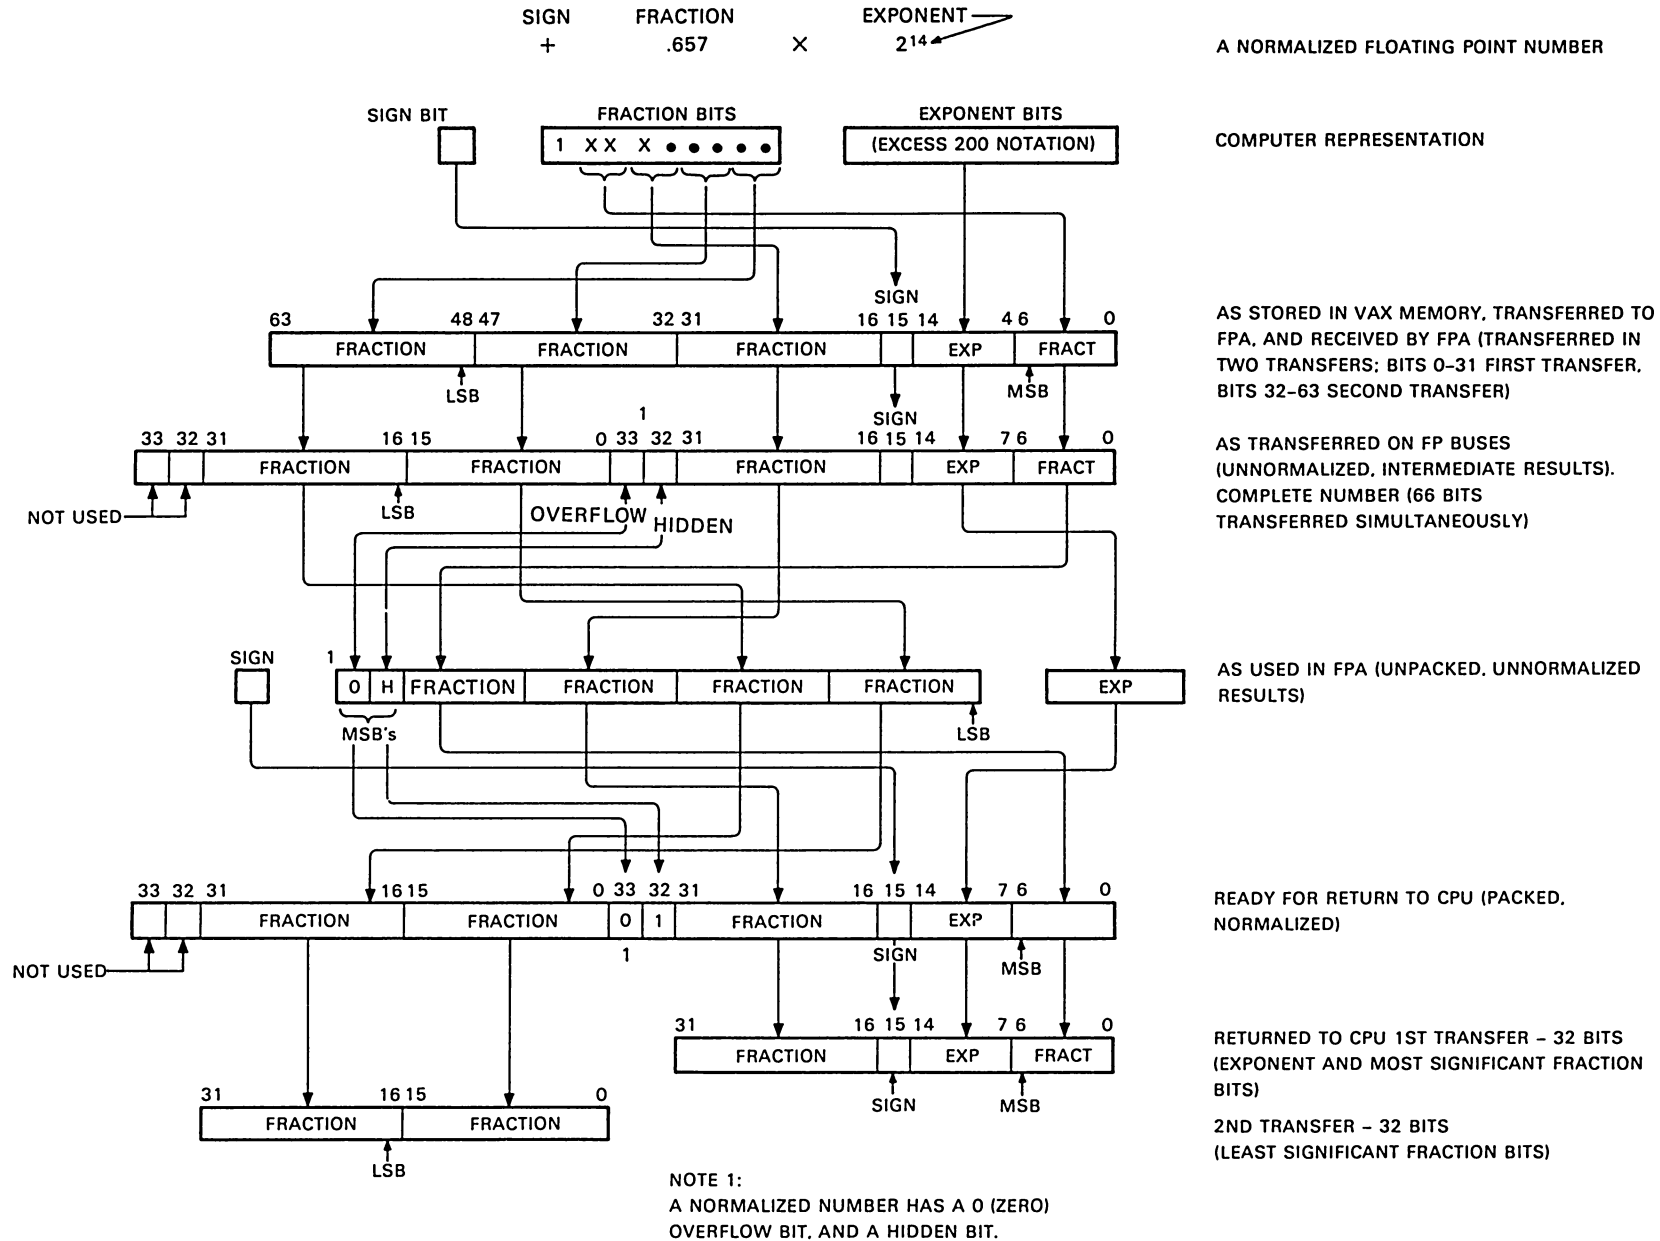 SIGN FRACTION EXPONENT
+ .657 X 2¹⁴ A NORMALIZED FLOATING POINT NUMBER
SIGN BIT FRACTION BITS EXPONENT BITS
1 X X X • • • • • (EXCESS 200 NOTATION) COMPUTER REPRESENTATION
SIGN
63 48 47 32 31 16 15 14 4 6 0
FRACTION FRACTION FRACTION EXP FRACT
LSB MSB
SIGN
AS STORED IN VAX MEMORY, TRANSFERRED TO
FPA, AND RECEIVED BY FPA (TRANSFERRED IN
TWO TRANSFERS; BITS 0-31 FIRST TRANSFER,
BITS 32-63 SECOND TRANSFER)
1
33 32 31 16 15 0 33 32 31 16 15 14 7 6 0
FRACTION FRACTION FRACTION EXP FRACT
NOT USED LSB OVERFLOW HIDDEN
AS TRANSFERRED ON FP BUSES
(UNNORMALIZED, INTERMEDIATE RESULTS).
COMPLETE NUMBER (66 BITS
TRANSFERRED SIMULTANEOUSLY)
SIGN 1
O H FRACTION FRACTION FRACTION FRACTION EXP
MSB's LSB
AS USED IN FPA (UNPACKED, UNNORMALIZED
RESULTS)
33 32 31 16 15 0 33 32 31 16 15 14 7 6 0
FRACTION FRACTION 0 1 FRACTION EXP
NOT USED 1 SIGN MSB
READY FOR RETURN TO CPU (PACKED,
NORMALIZED)
31 16 15 14 7 6 0
FRACTION EXP FRACT
SIGN MSB
RETURNED TO CPU 1ST TRANSFER - 32 BITS
(EXPONENT AND MOST SIGNIFICANT FRACTION
BITS)
31 16 15 0
FRACTION FRACTION
LSB
2ND TRANSFER - 32 BITS
(LEAST SIGNIFICANT FRACTION BITS)
NOTE 1:
A NORMALIZED NUMBER HAS A 0 (ZERO)
OVERFLOW BIT, AND A HIDDEN BIT.